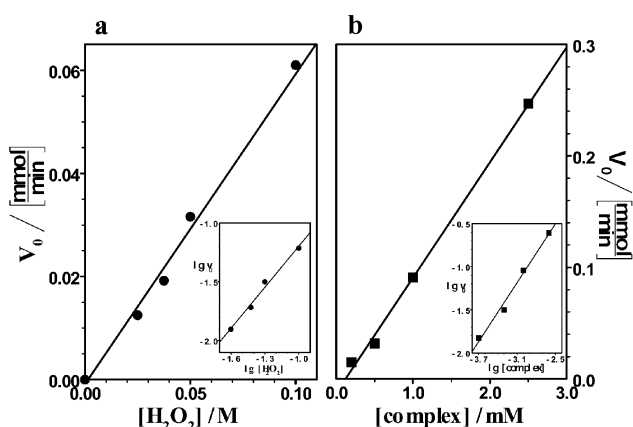 a
V₀ / [mmol/min]
0.06
0.04
0.02
0.00
0.00
0.05
0.10
[H₂O₂] / M
lg v₀
-1.0
-1.5
-2.0
-1.6
-1.3
-1.0
lg [H₂O₂]
b
V₀ / [mmol/min]
0.3
0.2
0.1
0.0
0.0
1.0
2.0
3.0
[complex] / mM
lg v₀
-0.5
-1.0
-1.5
-2.0
-3.7
-3.1
-2.5
lg [complex]